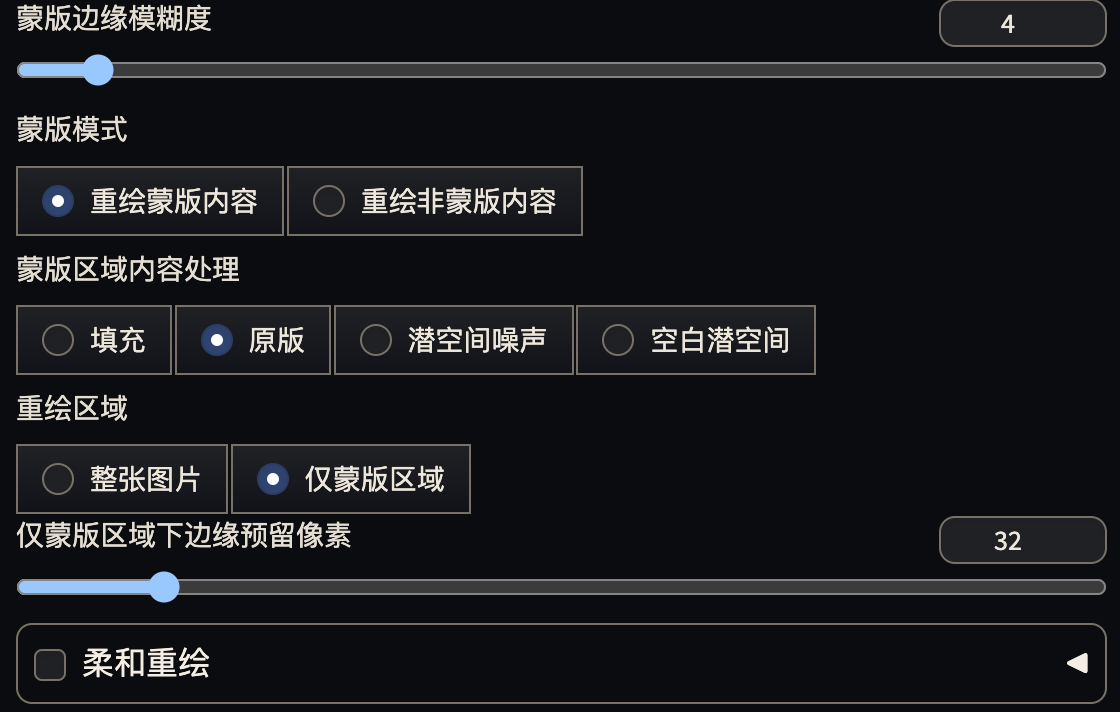 蒙版边缘模糊度 4
蒙版模式
重绘蒙版内容 重绘非蒙版内容
蒙版区域内容处理
填充 原版 潜空间噪声 空白潜空间
重绘区域
整张图片 仅蒙版区域
仅蒙版区域下边缘预留像素 32
柔和重绘